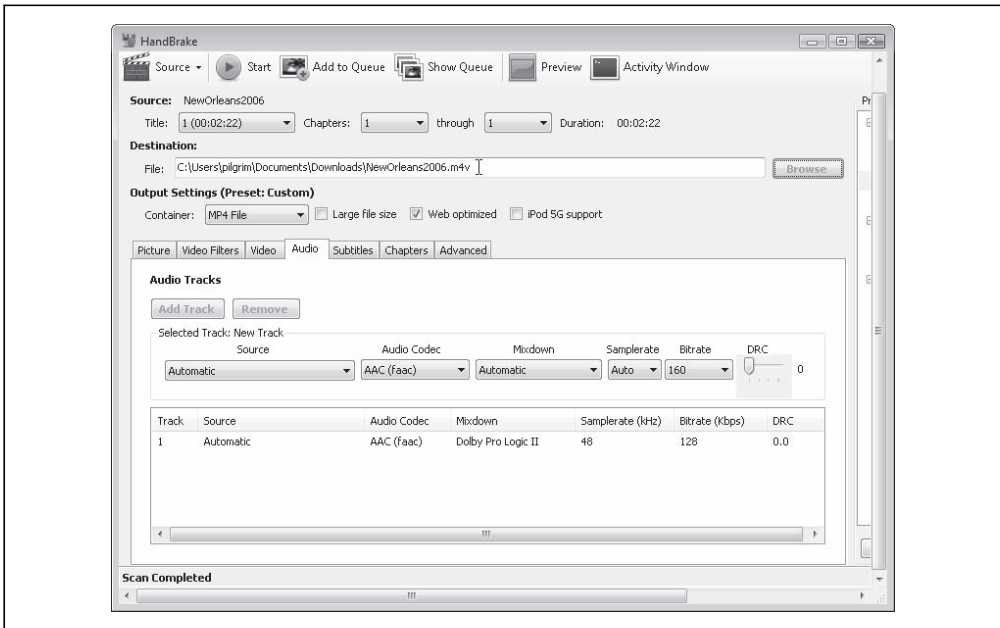 HandBrake
Source Start Add to Queue Show Queue Preview Activity Window
Source: NewOrleans2006
Title: 1 (00:02:22) Chapters: 1 through 1 Duration: 00:02:22
Destination:
File: C:\Users\pilgrim\Documents\Downloads\NewOrleans2006.m4v Browse
Output Settings (Preset: Custom)
Container: MP4 File Large file size Web optimized iPod 5G support
Picture Video Filters Video Audio Subtitles Chapters Advanced
Audio Tracks
Add Track Remove
Selected Track: New Track
Source Audio Codec Mixdown Samplerate Bitrate DRC
Automatic AAC (faac) Automatic Auto 160 0
Track Source Audio Codec Mixdown Samplerate (kHz) Bitrate (Kbps) DRC
1 Automatic AAC (faac) Dolby Pro Logic II 48 128 0.0
Scan Completed